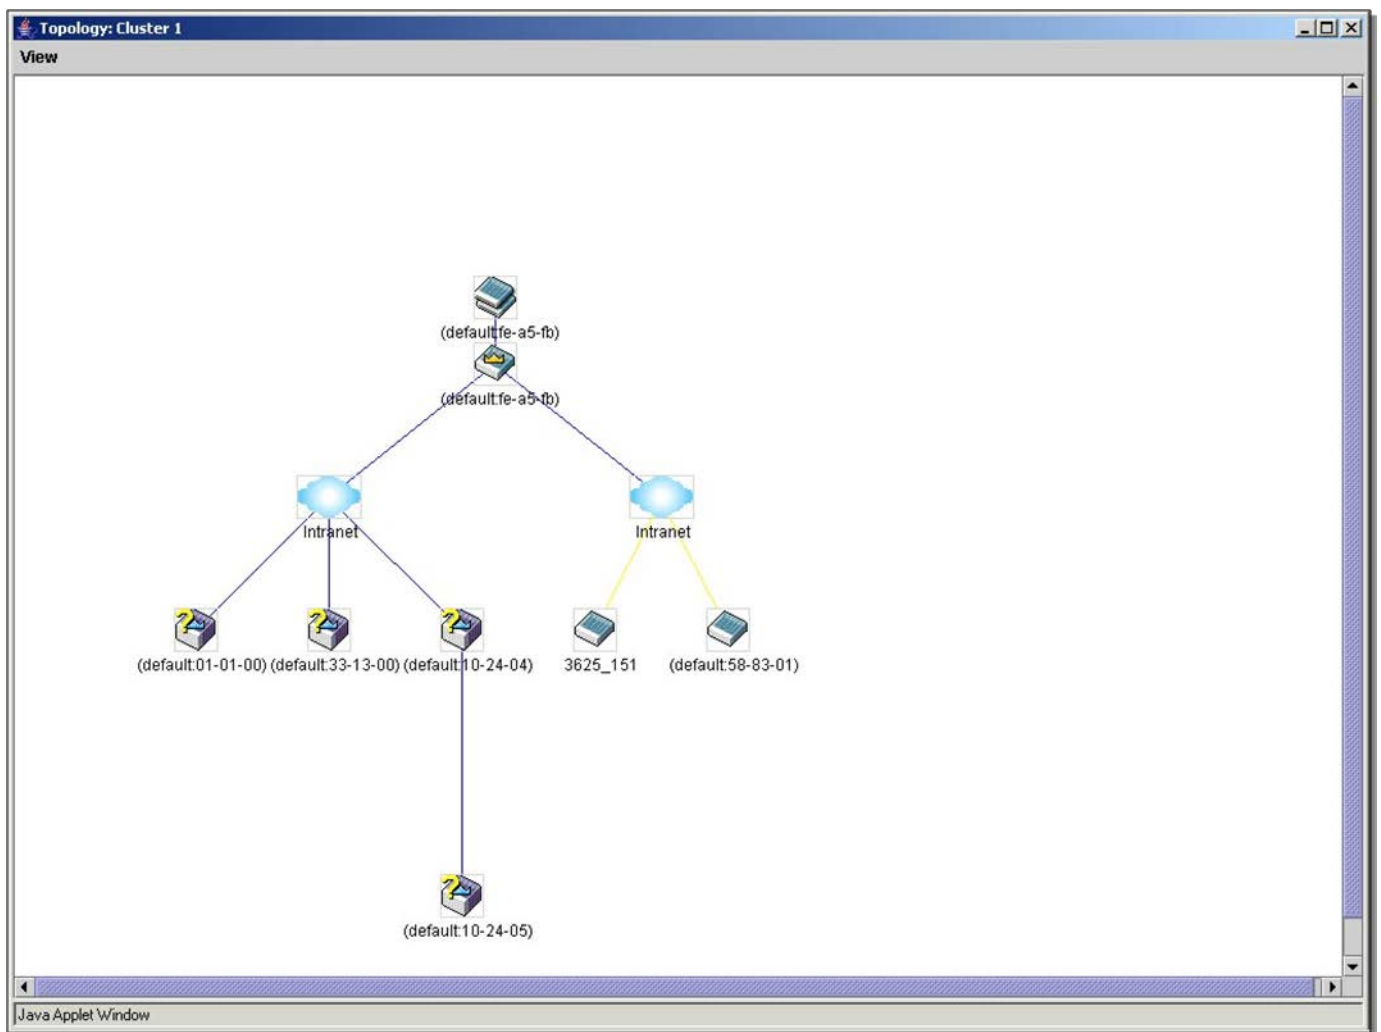 Topology: Cluster 1
View
(default:fe-a5-fb)
(default:fe-a5-fb)
Intranet
Intranet
(default:01-01-00) (default:33-13-00) (default:10-24-04) 3625_151 (default:58-83-01)
(default:10-24-05)
Java Applet Window